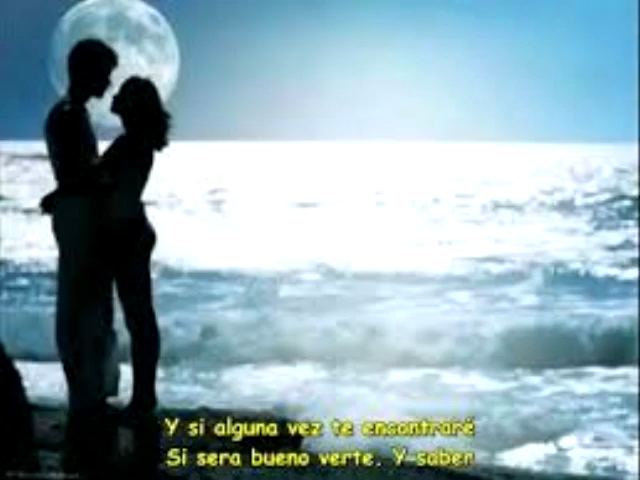 Y si alguna vez te encontraré
Si sera bueno verte. Y saber